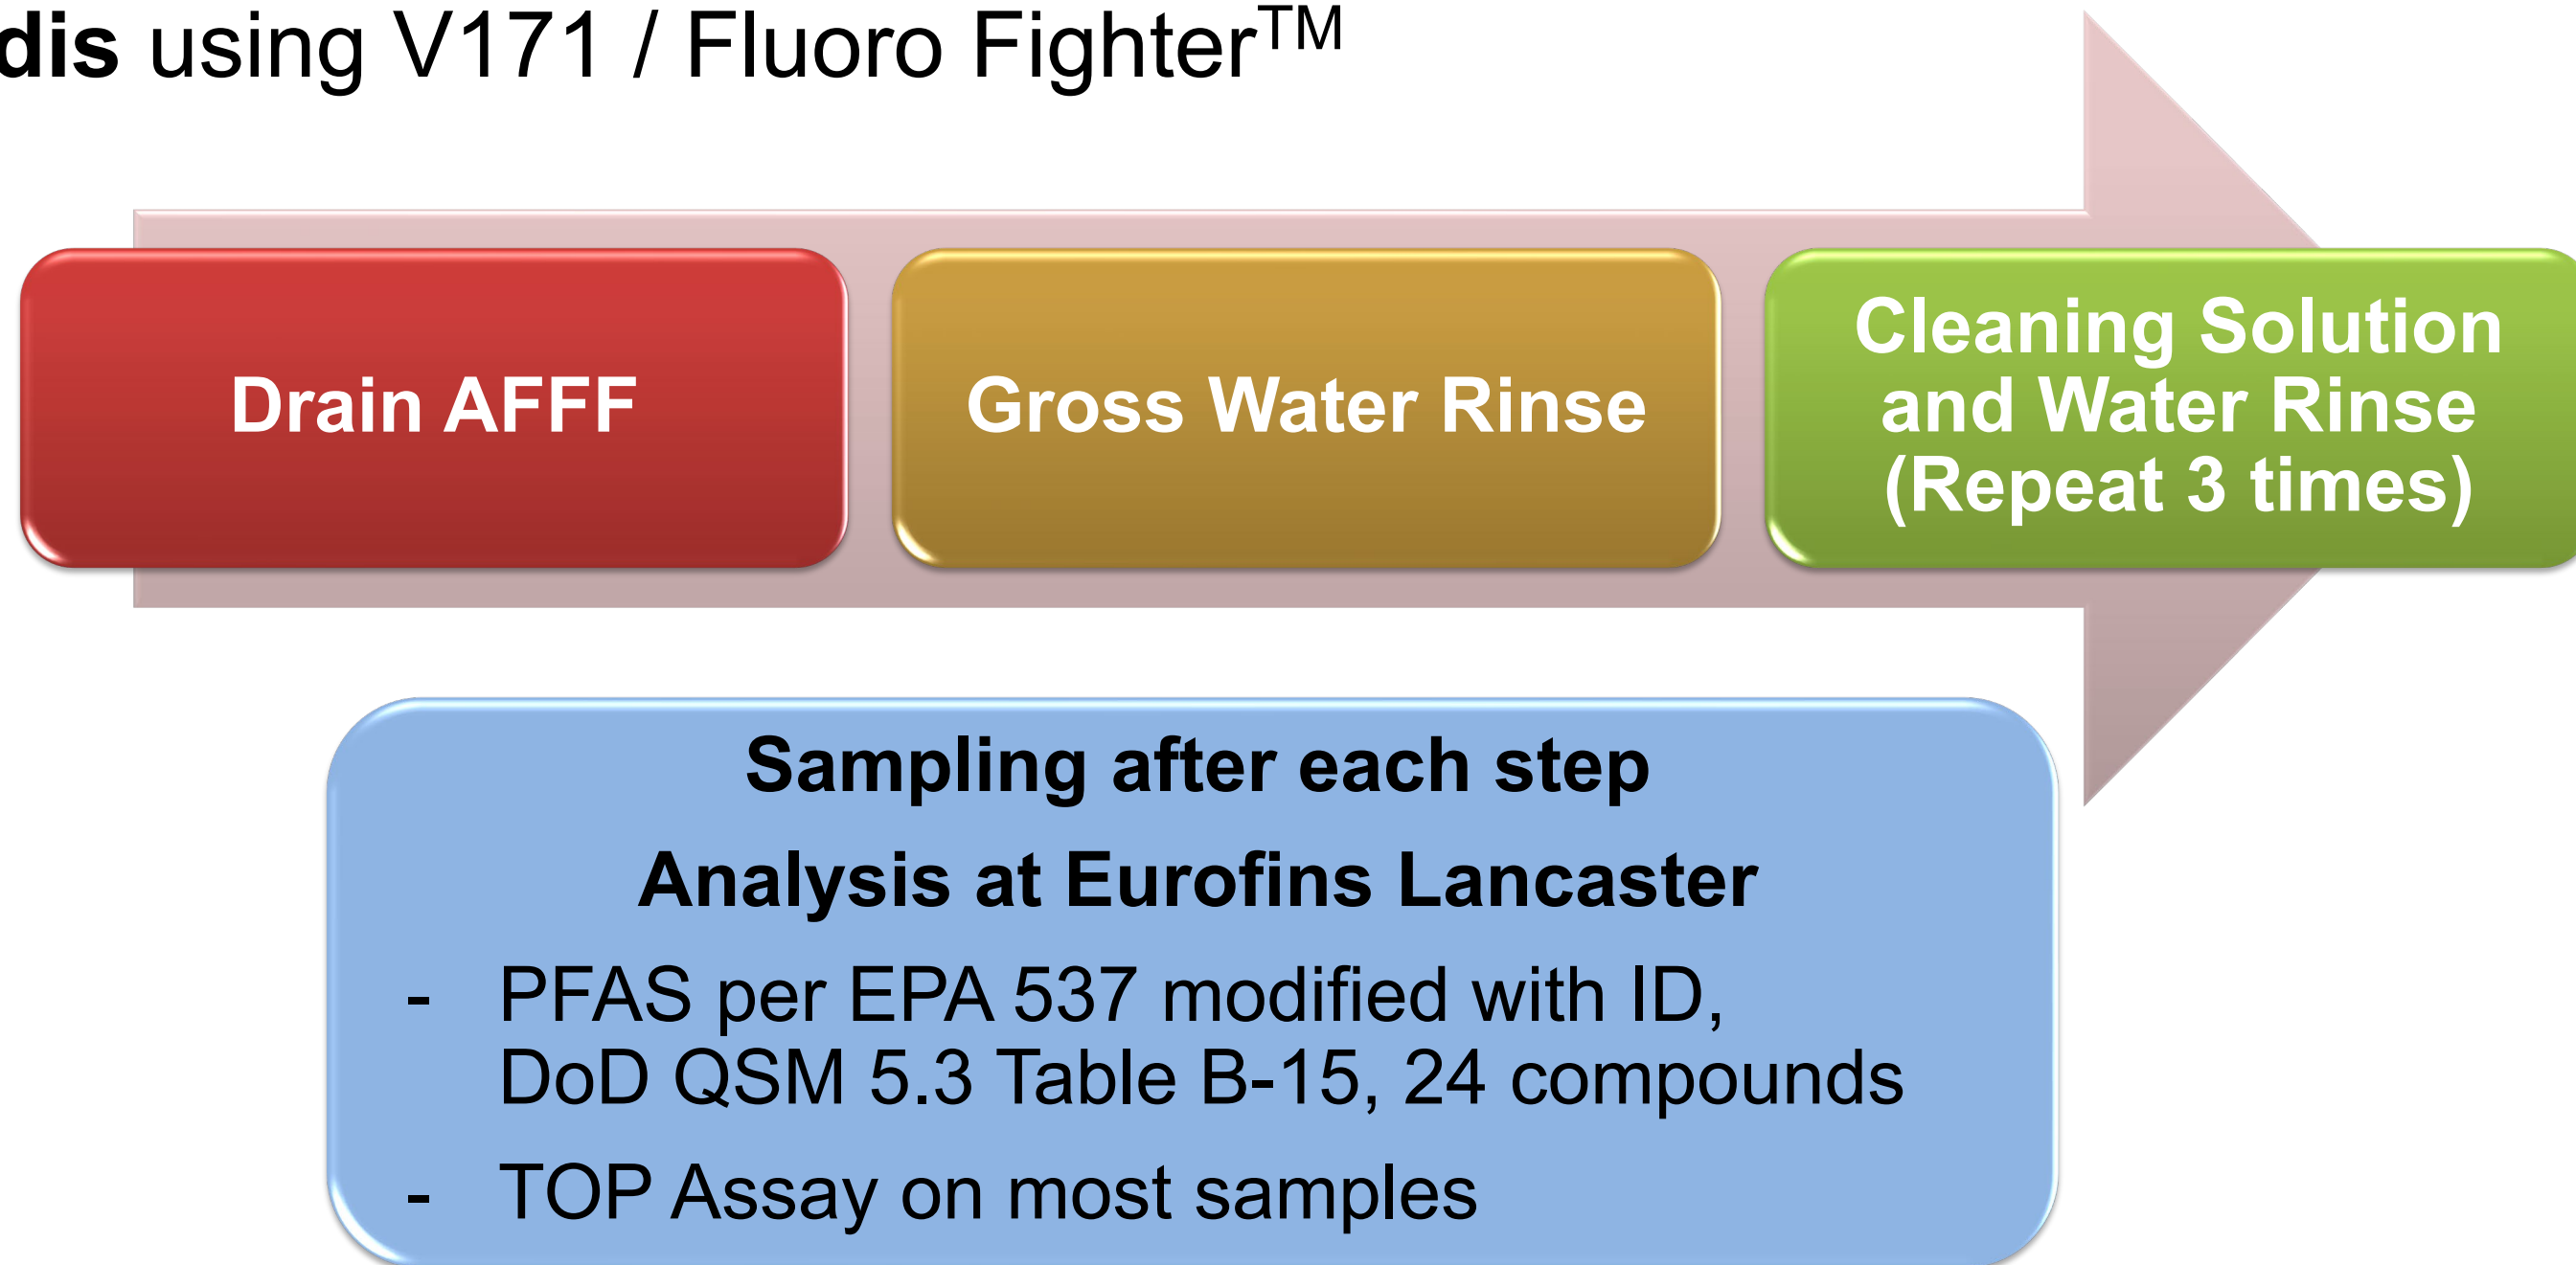 dis using V171 / Fluoro Fighter™
Drain AFFF
Gross Water Rinse
Cleaning Solution
and Water Rinse
(Repeat 3 times)
Sampling after each step
Analysis at Eurofins Lancaster
- PFAS per EPA 537 modified with ID,
DoD QSM 5.3 Table B-15, 24 compounds
- TOP Assay on most samples